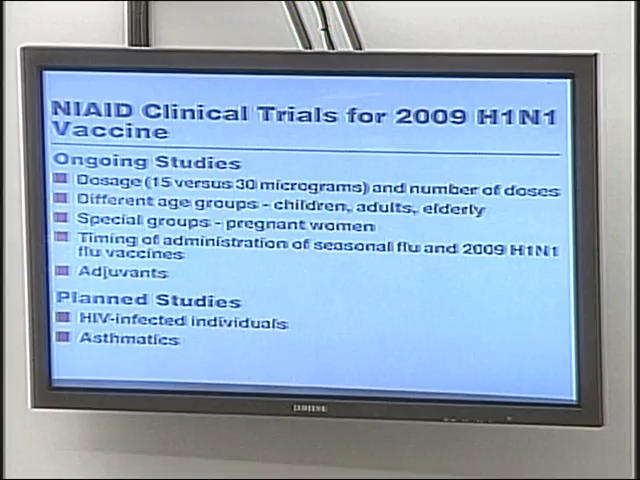 NIAID Clinical Trials for 2009 H1N1
Vaccine
Ongoing Studies
Dosage (15 versus 30 micrograms) and number of doses
Different age groups - children, adults, elderly
Special groups - pregnant women
Timing of administration of seasonal flu and 2009 H1N1
flu vaccines
Adjuvants
Planned Studies
HIV-infected individuals
Asthmatics
SAMSUNG